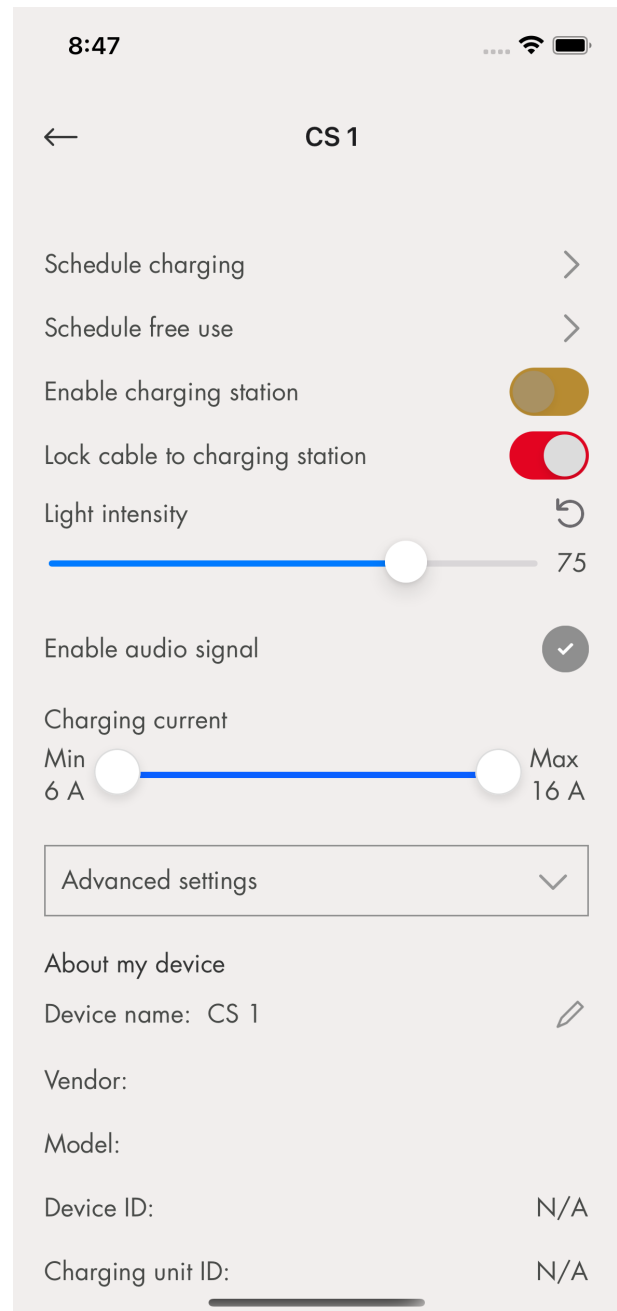 8:47
CS 1
Schedule charging
Schedule free use
Enable charging station
Lock cable to charging station
Light intensity
75
Enable audio signal
Charging current
Min Max
6 A 16 A
Advanced settings
About my device
Device name: CS 1
Vendor:
Model:
Device ID: N/A
Charging unit ID: N/A